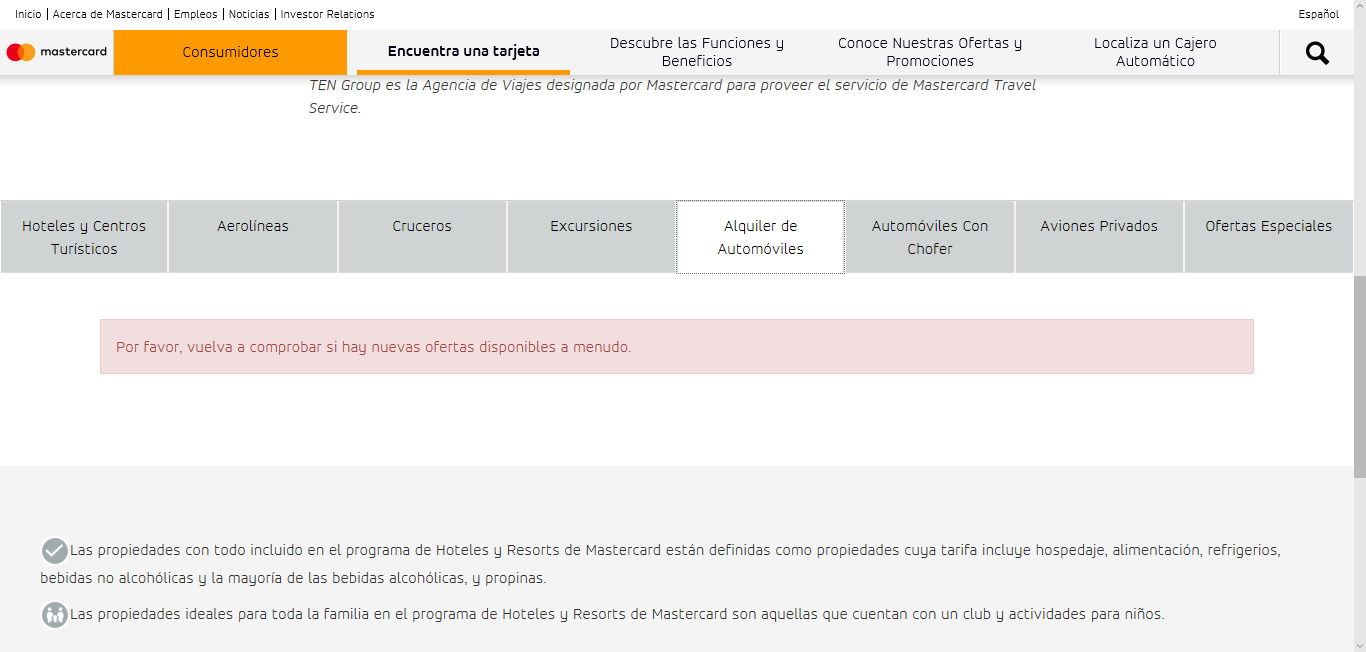 Inicio | Acerca de Mastercard | Empleos | Noticias | Investor Relations
Español
mastercard
Consumidores
Encuentra una tarjeta
Descubre las Funciones y
Beneficios
Conoce Nuestras Ofertas y
Promociones
Localiza un Cajero
Automático
TEN Group es la Agencia de Viajes designada por Mastercard para proveer el servicio de Mastercard Travel
Service.
Hoteles y Centros
Turísticos
Aerolíneas
Cruceros
Excursiones
Alquiler de
Automóviles
Automóviles Con
Chofer
Aviones Privados
Ofertas Especiales
Por favor, vuelva a comprobar si hay nuevas ofertas disponibles a menudo.
Las propiedades con todo incluido en el programa de Hoteles y Resorts de Mastercard están definidas como propiedades cuya tarifa incluye hospedaje, alimentación, refrigerios,
bebidas no alcohólicas y la mayoría de las bebidas alcohólicas, y propinas.
Las propiedades ideales para toda la familia en el programa de Hoteles y Resorts de Mastercard son aquellas que cuentan con un club y actividades para niños.